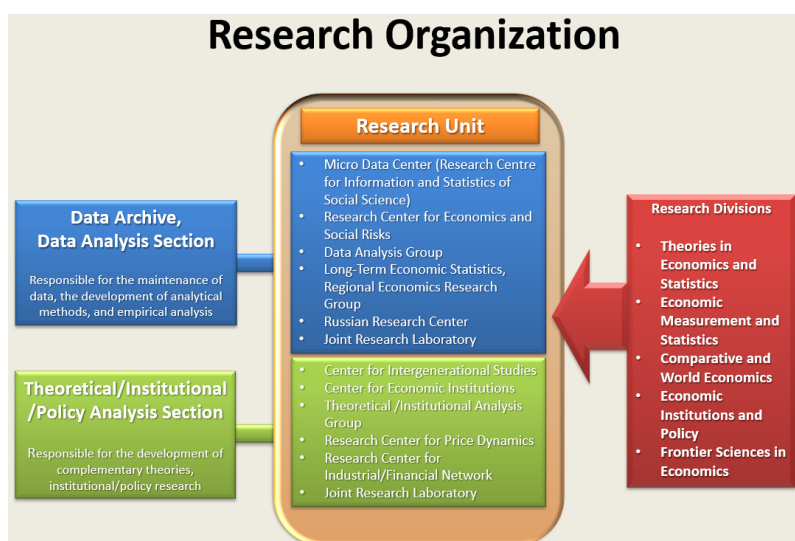 Research Organization
Data Archive,
Data Analysis Section
Responsible for the maintenance of
data, the development of analytical
methods, and empirical analysis
Theoretical/Institutional
/Policy Analysis Section
Responsible for the development of
complementary theories,
institutional/policy research
Research Unit
• Micro Data Center (Research Centre
for Information and Statistics of
Social Science)
• Research Center for Economics and
Social Risks
• Data Analysis Group
• Long-Term Economic Statistics,
Regional Economics Research
Group
• Russian Research Center
• Joint Research Laboratory
• Center for Intergenerational Studies
• Center for Economic Institutions
• Theoretical /Institutional Analysis
Group
• Research Center for Price Dynamics
• Research Center for
Industrial/Financial Network
• Joint Research Laboratory
Research Divisions
• Theories in
Economics and
Statistics
• Economic
Measurement and
Statistics
• Comparative and
World Economics
• Economic
Institutions and
Policy
• Frontier Sciences in
Economics